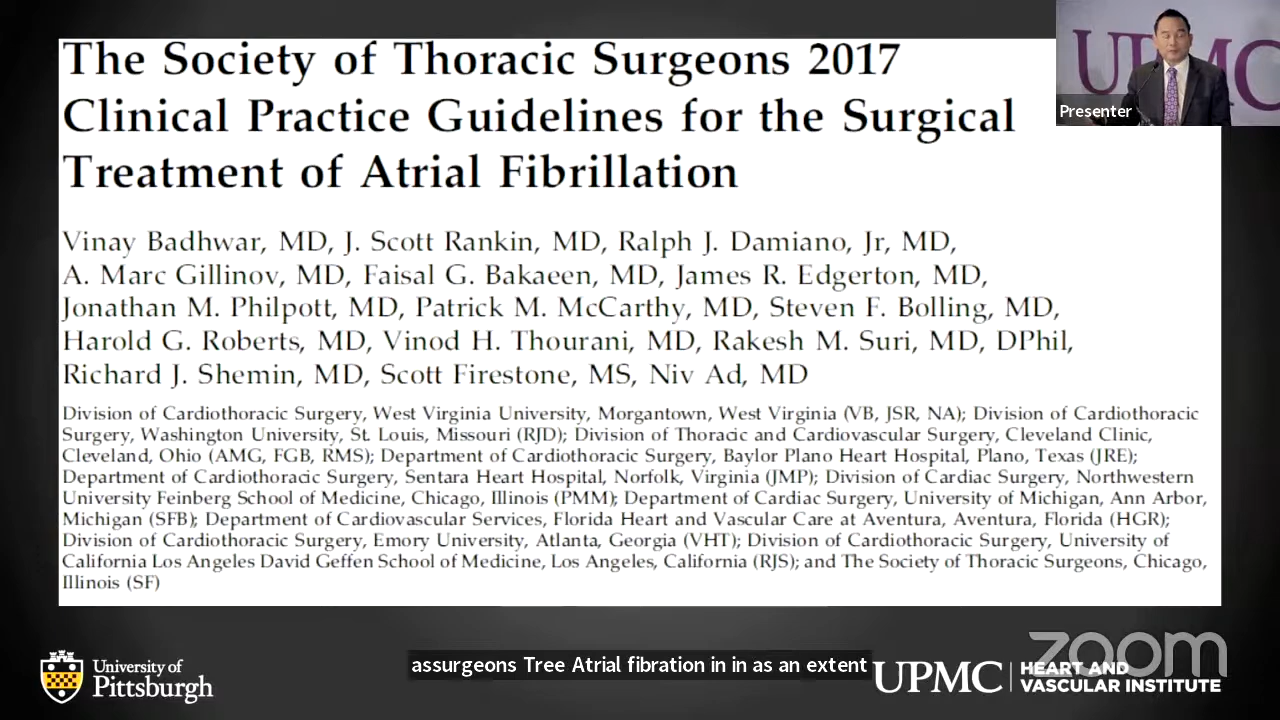 The Society of Thoracic Surgeons 2017
Clinical Practice Guidelines for the Surgical
Treatment of Atrial Fibrillation
Vinay Badhwar, MD, J. Scott Rankin, MD, Ralph J. Damiano, Jr, MD,
A. Marc Gillinov, MD, Faisal G. Bakaeen, MD, James R. Edgerton, MD,
Jonathan M. Philpott, MD, Patrick M. McCarthy, MD, Steven F. Bolling, MD,
Harold G. Roberts, MD, Vinod H. Thourani, MD, Rakesh M. Suri, MD, DPhil,
Richard J. Shemin, MD, Scott Firestone, MS, Niv Ad, MD
Division of Cardiothoracic Surgery, West Virginia University, Morgantown, West Virginia (VB, JSR, NA); Division of Cardiothoracic
Surgery, Washington University, St. Louis, Missouri (RJD); Division of Thoracic and Cardiovascular Surgery, Cleveland Clinic,
Cleveland, Ohio (AMG, FGB, RMS); Department of Cardiothoracic Surgery, Baylor Plano Heart Hospital, Plano, Texas (JRE);
Department of Cardiothoracic Surgery, Sentara Heart Hospital, Norfolk, Virginia (JMP); Division of Cardiac Surgery, Northwestern
University Feinberg School of Medicine, Chicago, Illinois (PMM); Department of Cardiac Surgery, University of Michigan, Ann Arbor,
Michigan (SFB); Department of Cardiovascular Services, Florida Heart and Vascular Care at Aventura, Aventura, Florida (HGR);
Division of Cardiothoracic Surgery, Emory University, Atlanta, Georgia (VHT); Division of Cardiothoracic Surgery, University of
California Los Angeles David Geffen School of Medicine, Los Angeles, California (RJS); and The Society of Thoracic Surgeons, Chicago,
Illinois (SF)
UPMC
Presenter
University of
Pittsburgh
assurgeons Tree Atrial fibration in in as an extent
zoom
UPMC
HEART AND
VASCULAR INSTITUTE